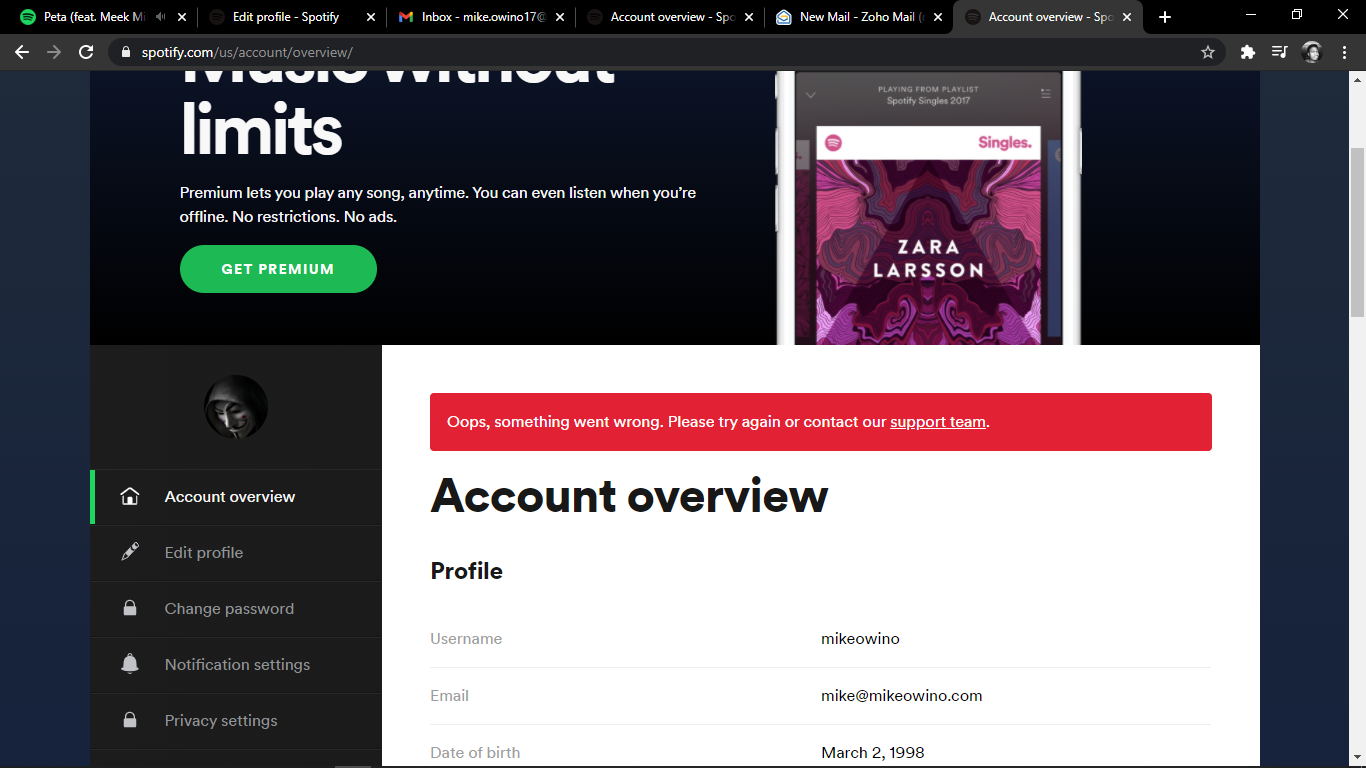 Peta (feat. Meek Mi
Edit profile - Spotify
Inbox - mike.owino17@
Account overview - Spo
New Mail - Zoho Mail (
Account overview - Spo
spotify.com/us/account/overview/
Music without
limits
Premium lets you play any song, anytime. You can even listen when you’re
offline. No restrictions. No ads.
GET PREMIUM
PLAYING FROM PLAYLIST
Spotify Singles 2017
Singles.
ZARA
LARSSON
Account overview
Edit profile
Change password
Notification settings
Privacy settings
Oops, something went wrong. Please try again or contact our support team.
Account overview
Profile
Username
mikeowino
Email
mike@mikeowino.com
Date of birth
March 2, 1998